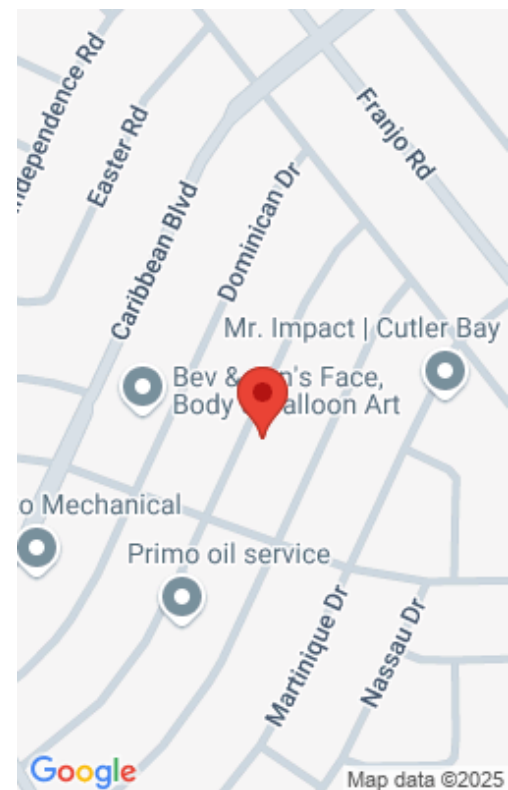 Independence Rd
Easter Rd
Franjo Rd
Caribbean Blvd
Dominican Dr
Mr. Impact | Cutler Bay
Bev &
n's Face,
Body
alloon Art
o Mechanical
Primo oil service
Martinique Dr
Nassau Dr
Google
Map data ©2025